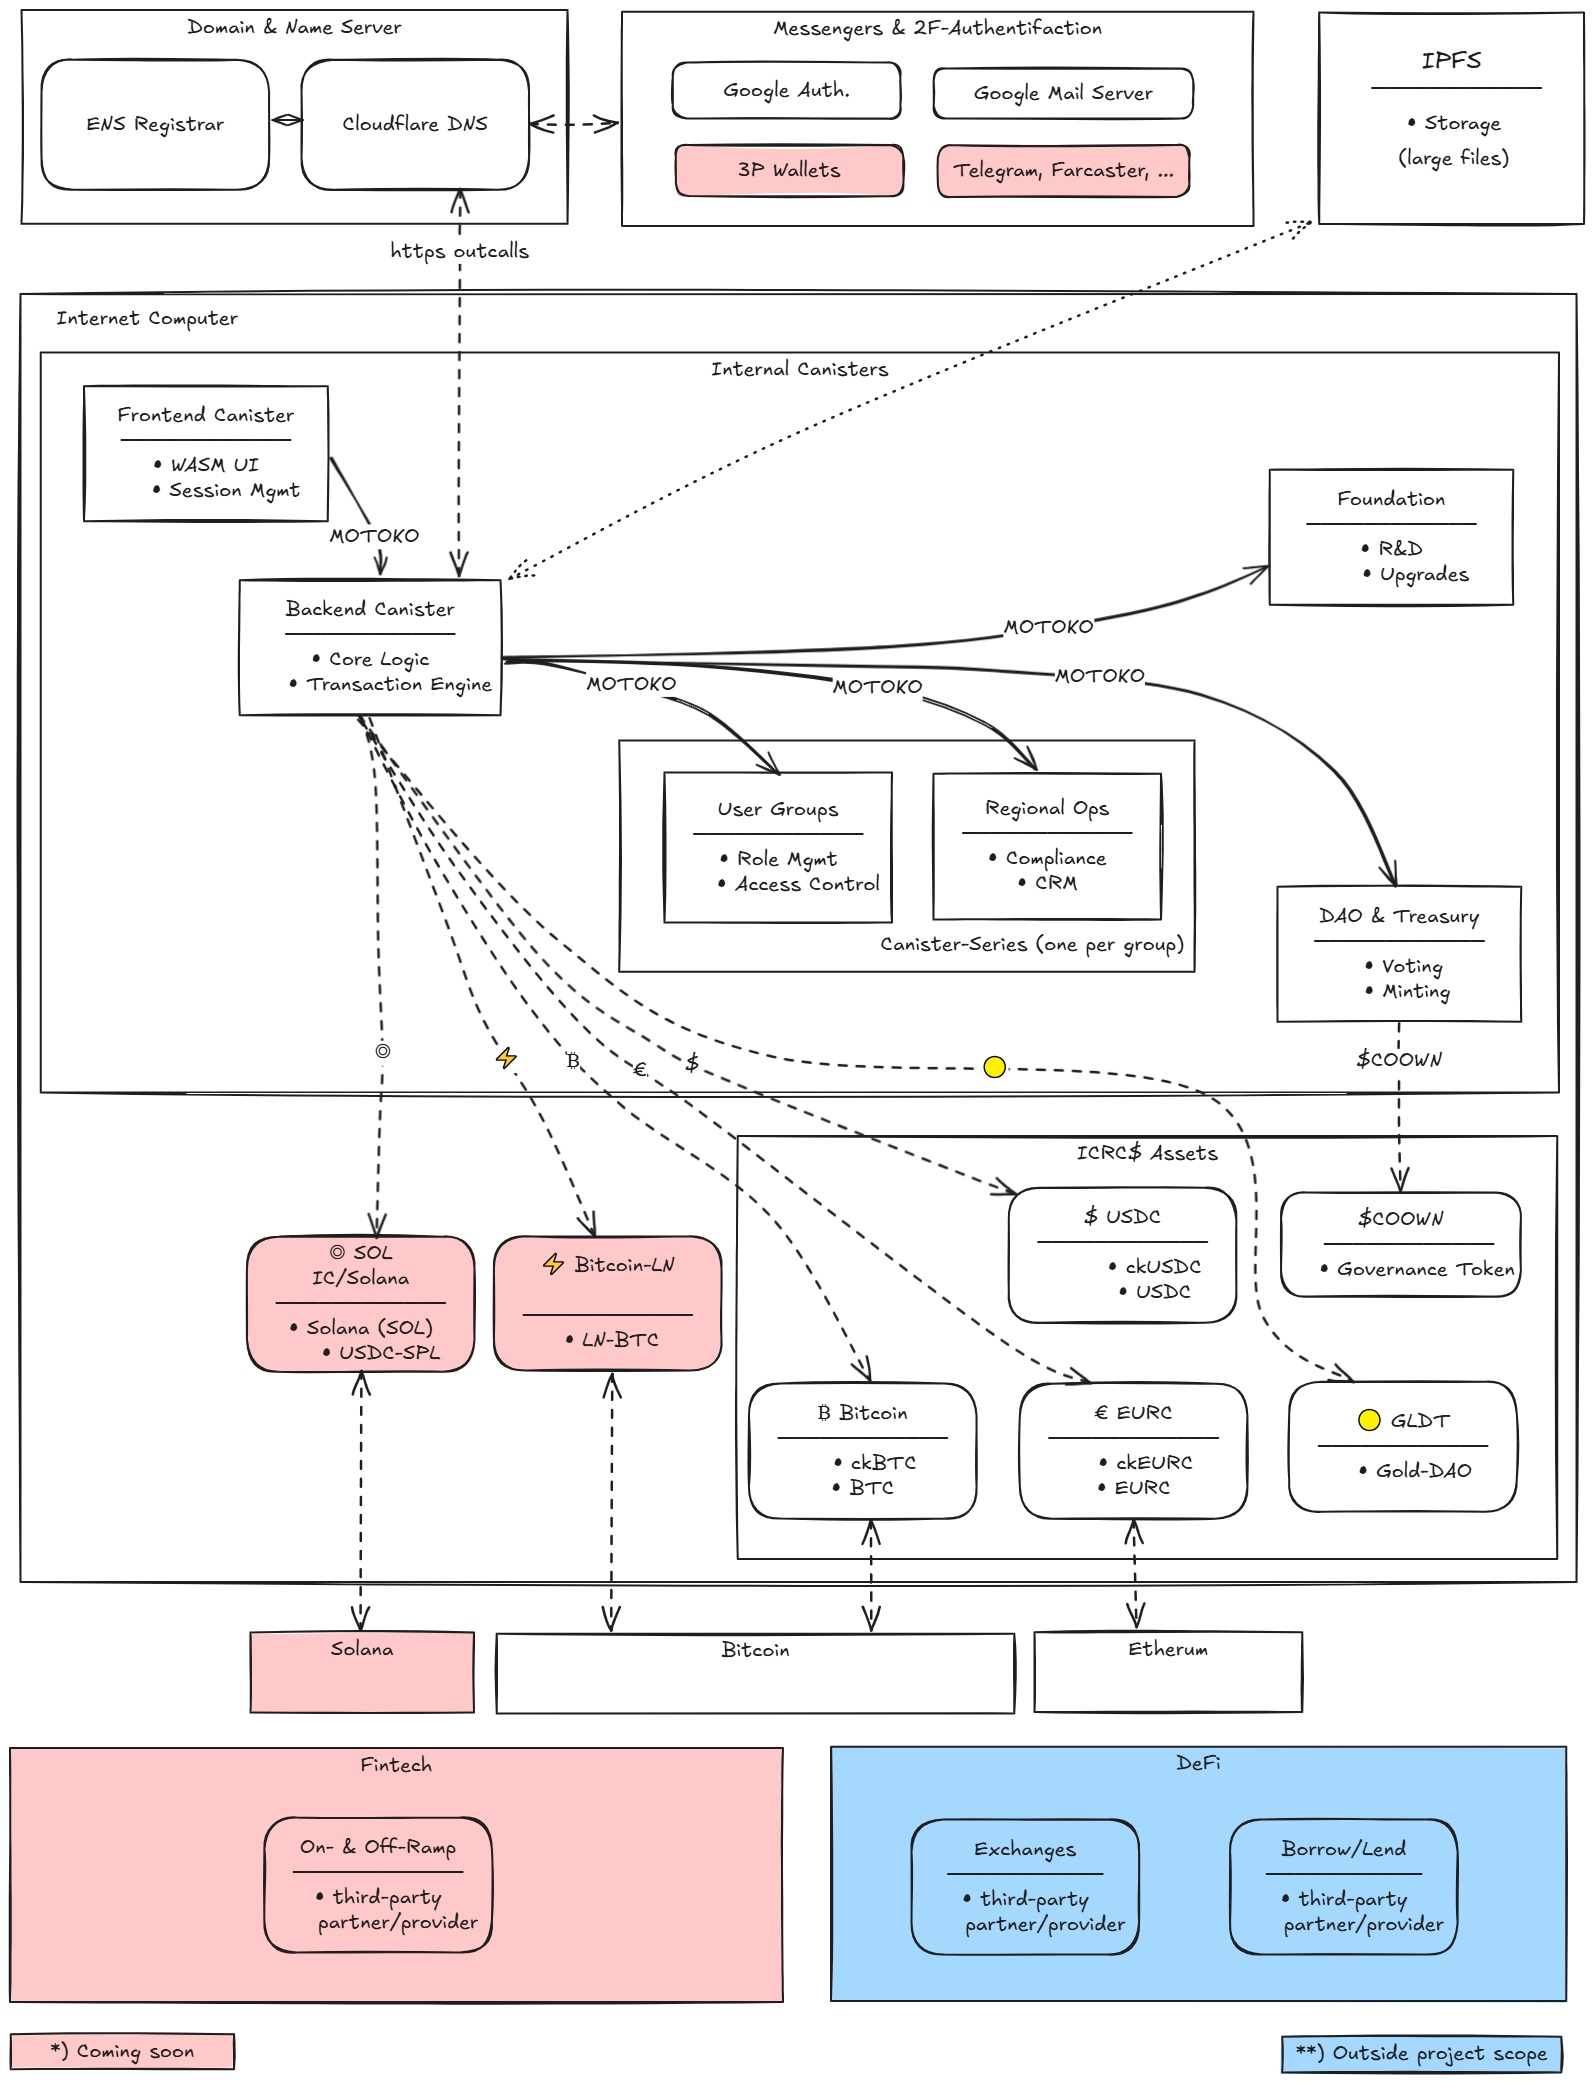 Domain & Name Server
ENS Registrar
Cloudflare DNS
Messengers & 2F-Authentifaction
Google Auth.
Google Mail Server
3P Wallets
Telegram, Farcaster, ...
IPFS
• Storage
(large files)
https outcalls
Internet Computer
Internal Canisters
Frontend Canister
• WASM UI
• Session Mgmt
MOTOKO
Backend Canister
• Core Logic
• Transaction Engine
Foundation
• R&D
• Upgrades
MOTOKO
MOTOKO
MOTOKO
MOTOKO
User Groups
• Role Mgmt
• Access Control
Regional Ops
• Compliance
• CRM
Canister-Series (one per group)
DAO & Treasury
• Voting
• Minting
◎
⚡
₿
€
$
$COOWN
ICRC$ Assets
$ USDC
• ckUSDC
• USDC
$COOWN
• Governance Token
◎ SOL
IC/Solana
• Solana (SOL)
• USDC-SPL
⚡ Bitcoin-LN
• LN-BTC
₿ Bitcoin
• ckBTC
• BTC
€ EURC
• ckEURC
• EURC
GLDT
• Gold-DAO
Solana
Bitcoin
Etherum
Fintech
On- & Off-Ramp
• third-party
partner/provider
DeFi
Exchanges
• third-party
partner/provider
Borrow/Lend
• third-party
partner/provider
*) Coming soon
**) Outside project scope